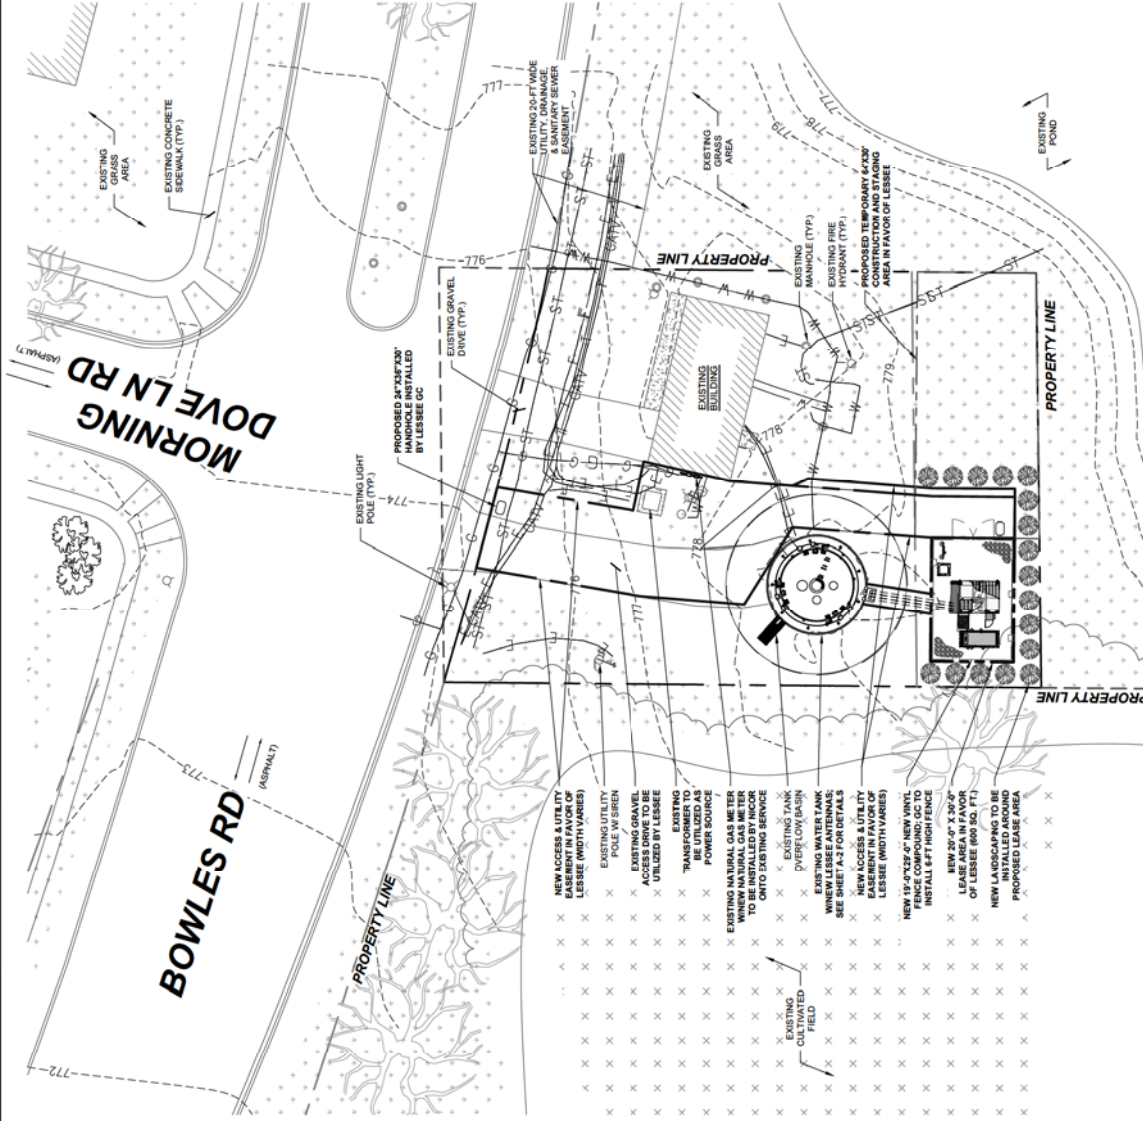 EXISTING
GRASS
AREA
EXISTING CONCRETE
SIDEWALK (TYP.)
777
EXISTING 20-FT WIDE
UTILITY, DRAINAGE,
& SANITARY SEWER
EASEMENT
EXISTING
GRASS
AREA
779
778
777
EXISTING
POND
(ASPHALT)
MORNING
DOVE LN RD
776
EXISTING GRAVEL
DRIVE (TYP.)
PROPERTY LINE
EXISTING
MANHOLE (TYP.)
EXISTING FIRE
HYDRANT (TYP.)
PROPOSED TEMPORARY 64'X30'
CONSTRUCTION AND STAGING
AREA IN FAVOR OF LESSEE
PROPOSED 24"X36"X30"
HANDHOLE INSTALLED
BY LESSEE GC
EXISTING LIGHT
POLE (TYP.)
774
EXISTING
BUILDING
778
779
PROPERTY LINE
778
776
777
773
(ASPHALT)
BOWLES RD
PROPERTY LINE
PROPERTY LINE
NEW ACCESS & UTILITY
EASEMENT IN FAVOR OF
LESSEE (WIDTH VARIES)
EXISTING UTILITY
POLE W/ SIREN
EXISTING GRAVEL
ACCESS DRIVE TO BE
UTILIZED BY LESSEE
EXISTING
TRANSFORMER TO
BE UTILIZED AS
POWER SOURCE
EXISTING NATURAL GAS METER
W/NEW NATURAL GAS METER
TO BE INSTALLED BY NICOR
ONTO EXISTING SERVICE
EXISTING TANK
OVERFLOW BASIN
EXISTING WATER TANK
W/NEW LESSEE ANTENNAS;
SEE SHEET A-2 FOR DETAILS
NEW ACCESS & UTILITY
EASEMENT IN FAVOR OF
LESSEE (WIDTH VARIES)
NEW 19'-0"X29'-0" NEW VINYL
FENCE COMPOUND; GC TO
INSTALL 6-FT HIGH FENCE
NEW 20'-0" X 30'-0"
LEASE AREA IN FAVOR
OF LESSEE (600 SQ. FT.)
NEW LANDSCAPING TO BE
INSTALLED AROUND
PROPOSED LEASE AREA
EXISTING
CULTIVATED
FIELD
772